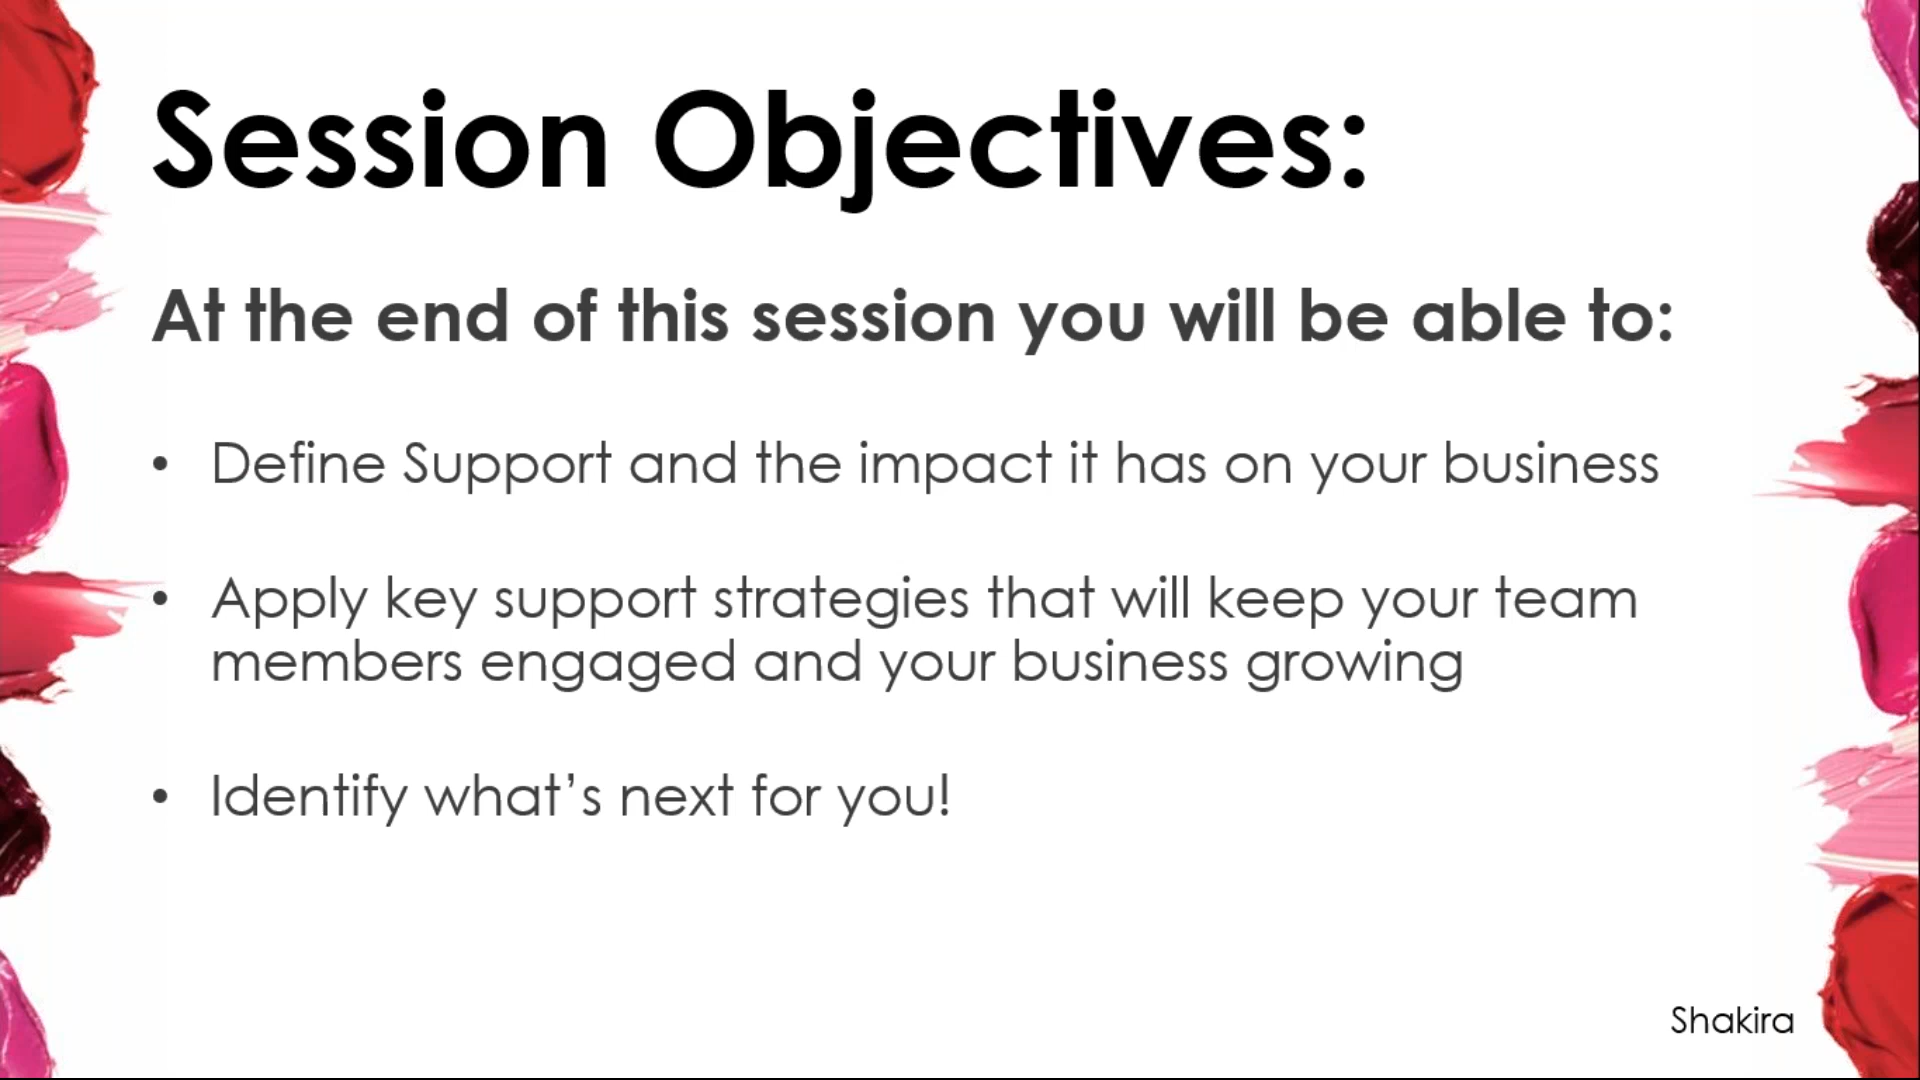 Session Objectives:
At the end of this session you will be able to:
• Define Support and the impact it has on your business
• Apply key support strategies that will keep your team
members engaged and your business growing
• Identify what’s next for you!
Shakira